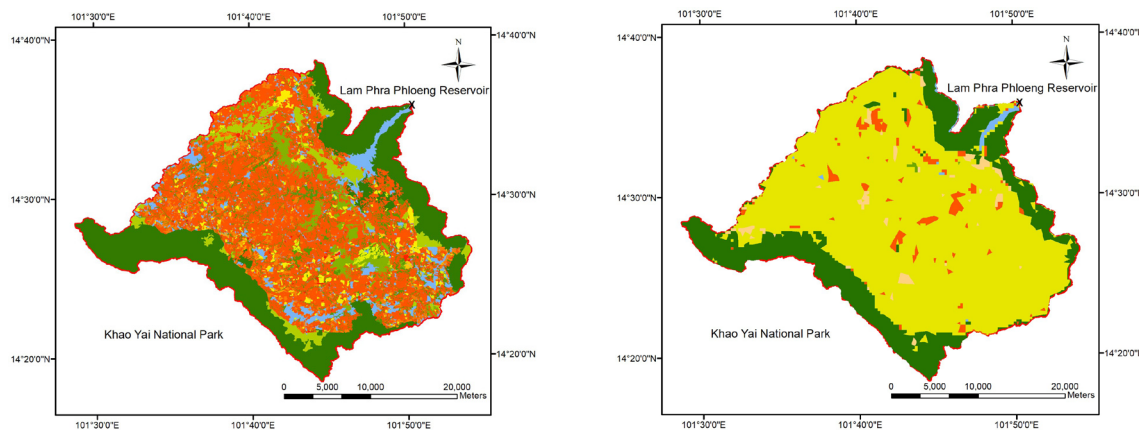 101°30'0"E 101°40'0"E 101°50'0"E
14°40'0"N 14°40'0"N
N
Lam Phra Phloeng Reservoir
X
14°30'0"N 14°30'0"N
Khao Yai National Park
14°20'0"N 14°20'0"N
0 5,000 10,000 20,000
Meters
101°30'0"E 101°40'0"E 101°50'0"E
101°30'0"E 101°40'0"E 101°50'0"E
14°40'0"N 14°40'0"N
N
Lam Phra Phloeng Reservoir
X
14°30'0"N 14°30'0"N
Khao Yai National Park
14°20'0"N 14°20'0"N
0 5,000 10,000 20,000
Meters
101°30'0"E 101°40'0"E 101°50'0"E